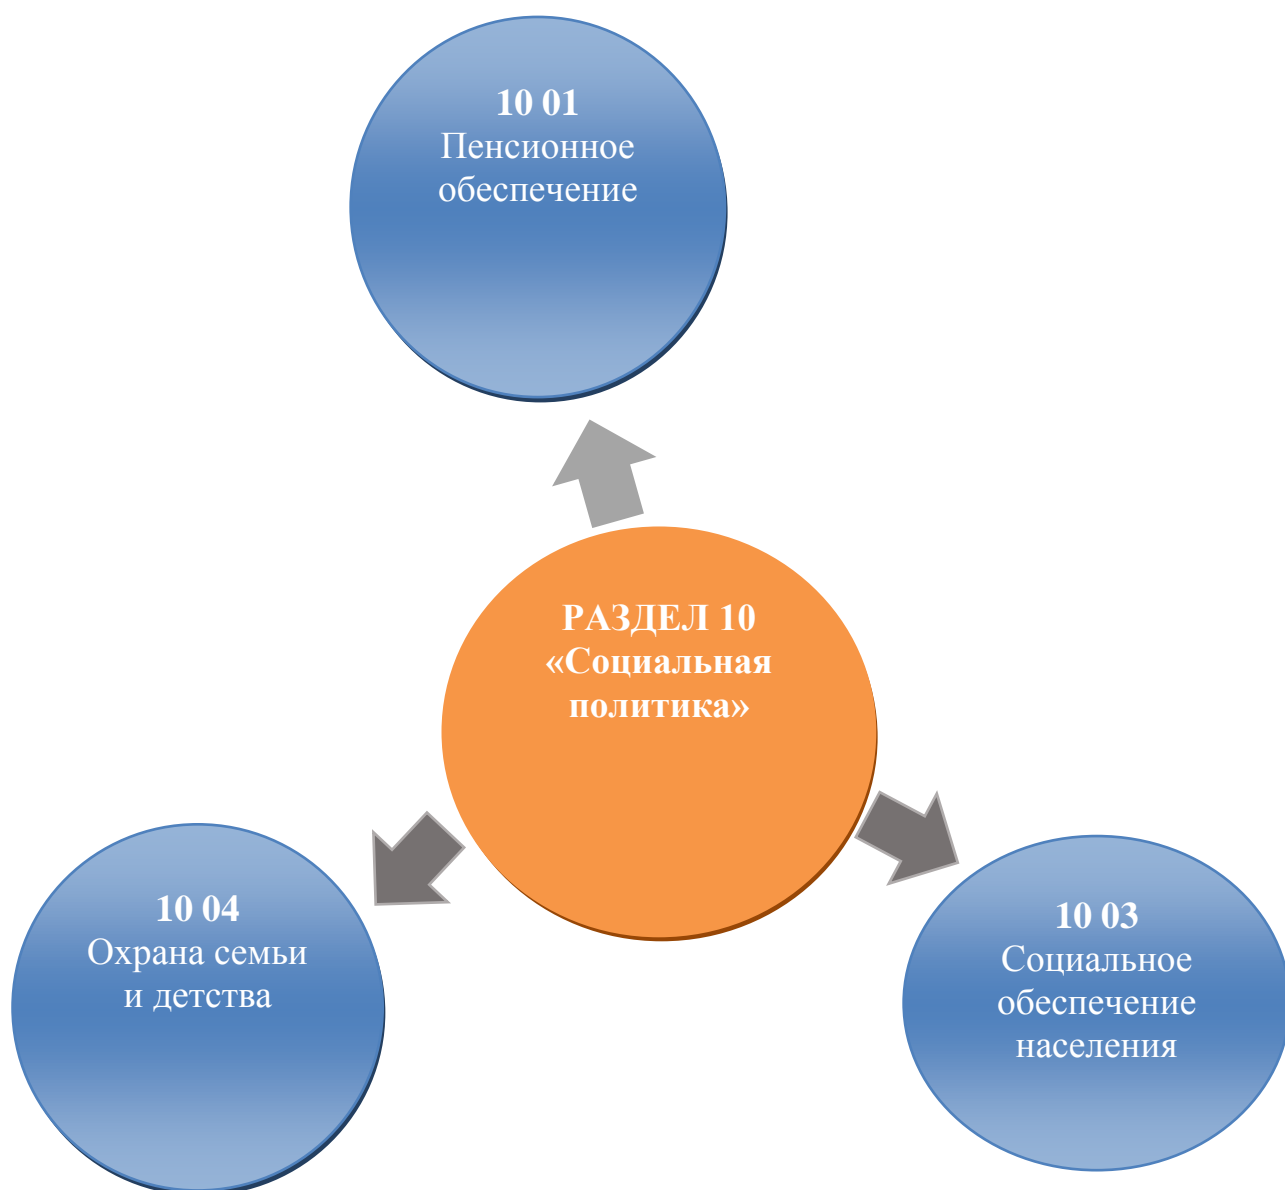 10 01
Пенсионное
обеспечение
РАЗДЕЛ 10
«Социальная
политика»
10 04
Охрана семьи
и детства
10 03
Социальное
обеспечение
населения